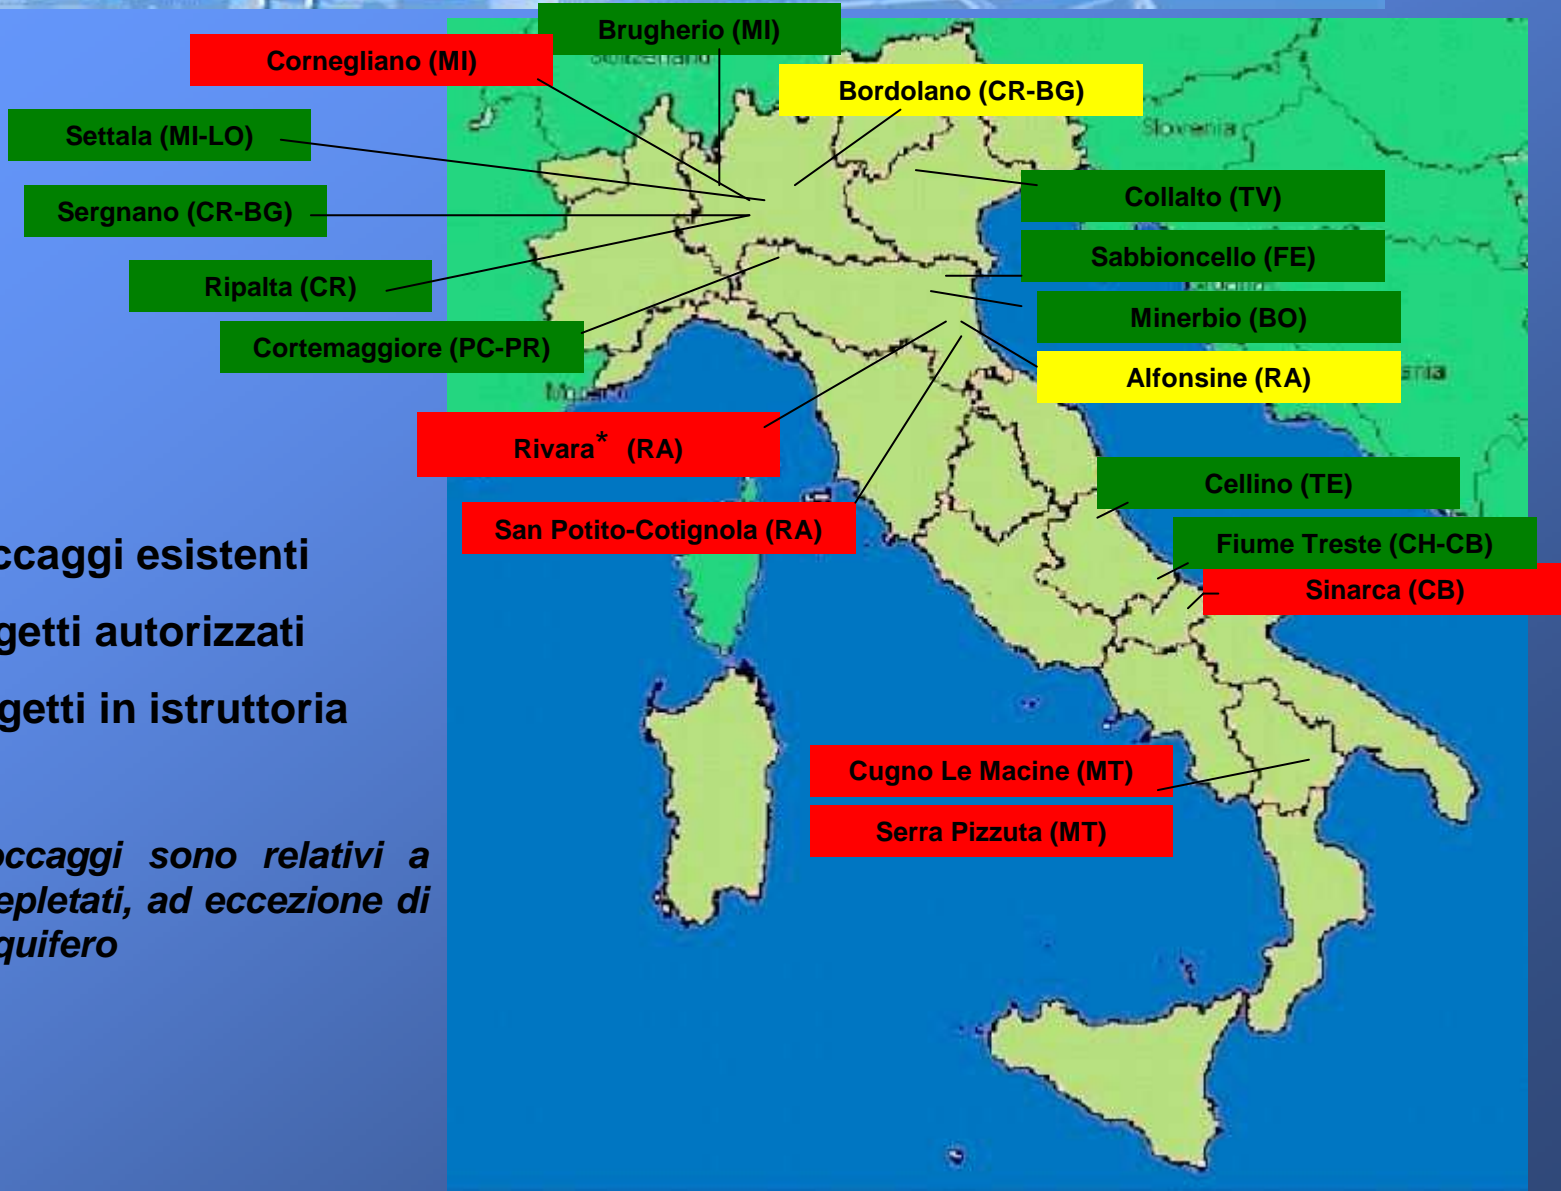 Brugherio (MI)
Cornegliano (MI)
Switzerland
Bordolano (CR-BG)
Slovenia
Settala (MI-LO)
Sergnano (CR-BG)
Collalto (TV)
Sabbioncello (FE)
Ripalta (CR)
Minerbio (BO)
Cortemaggiore (PC-PR)
Alfonsine (RA)
Rivara* (RA)
San Potito-Cotignola (RA)
Cellino (TE)
Fiume Treste (CH-CB)
Sinarca (CB)
ccaggi esistenti
getti autorizzati
getti in istruttoria
Cugno Le Macine (MT)
Serra Pizzuta (MT)
occaggi sono relativi a
epletati, ad eccezione di
quifero